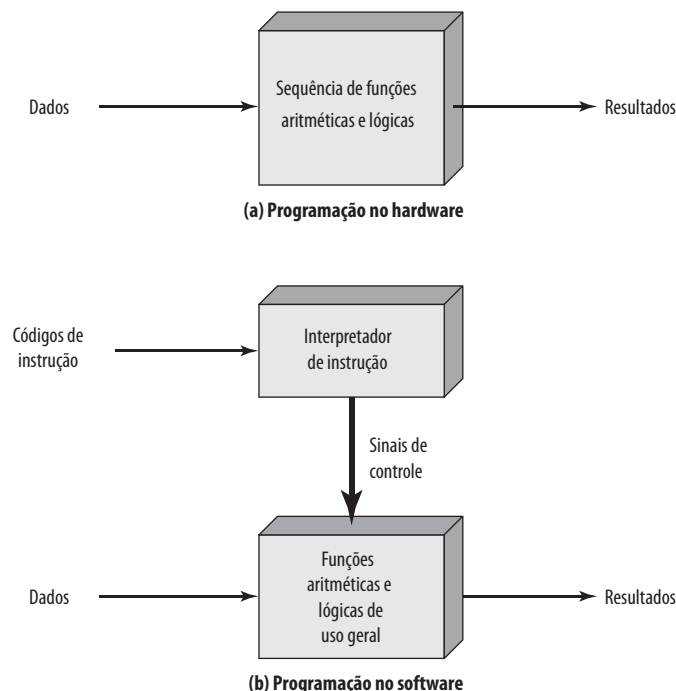 Dados
Sequência de funções
aritméticas e lógicas
Resultados
(a) Programação no hardware
Códigos de
instrução
Interpretador
de instrução
Sinais de
controle
Dados
Funções
aritméticas e
lógicas de
uso geral
Resultados
(b) Programação no software